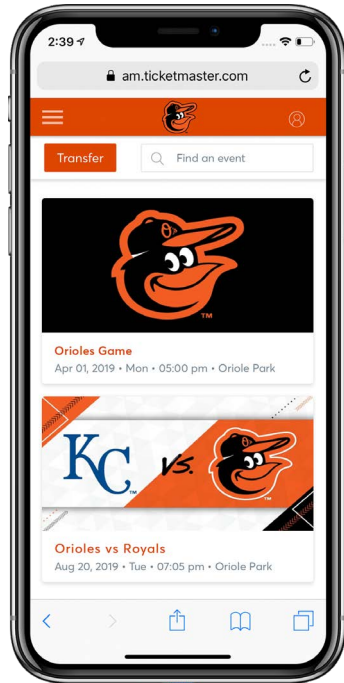 2:39
am.ticketmaster.com
Transfer
Find an event
TM
Orioles Game
Apr 01, 2019 • Mon • 05:00 pm • Oriole Park
KC VS.
Orioles vs Royals
Aug 20, 2019 • Tue • 07:05 pm • Oriole Park